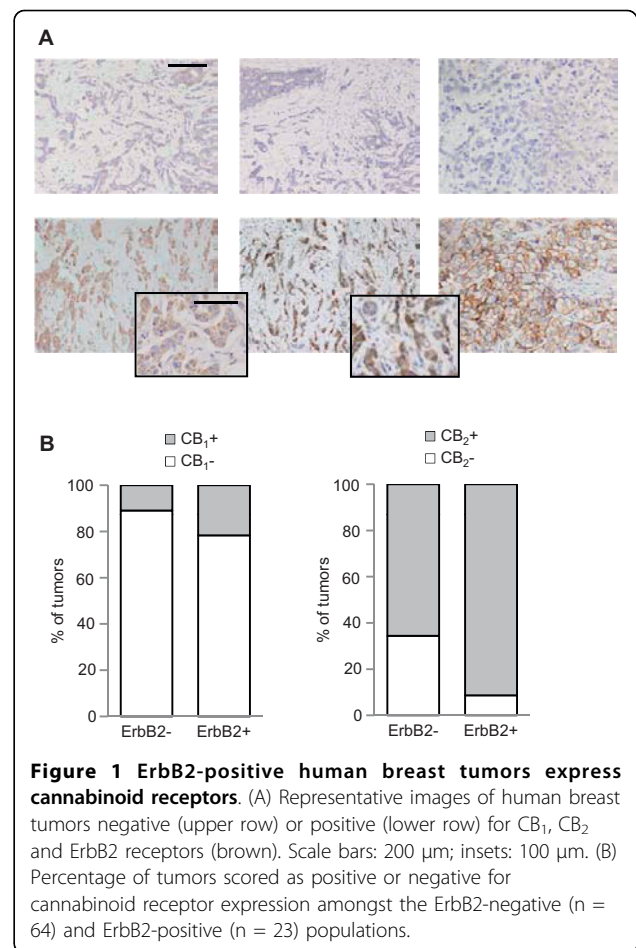 A
B
CB₁+
CB₁-
CB₂+
CB₂-
100
80
60
40
20
0
% of tumors
ErbB2-
ErbB2+
100
80
60
40
20
0
% of tumors
ErbB2-
ErbB2+
Figure 1 ErbB2-positive human breast tumors express
cannabinoid receptors. (A) Representative images of human breast
tumors negative (upper row) or positive (lower row) for CB₁, CB₂
and ErbB2 receptors (brown). Scale bars: 200 μm; insets: 100 μm. (B)
Percentage of tumors scored as positive or negative for
cannabinoid receptor expression amongst the ErbB2-negative (n =
64) and ErbB2-positive (n = 23) populations.